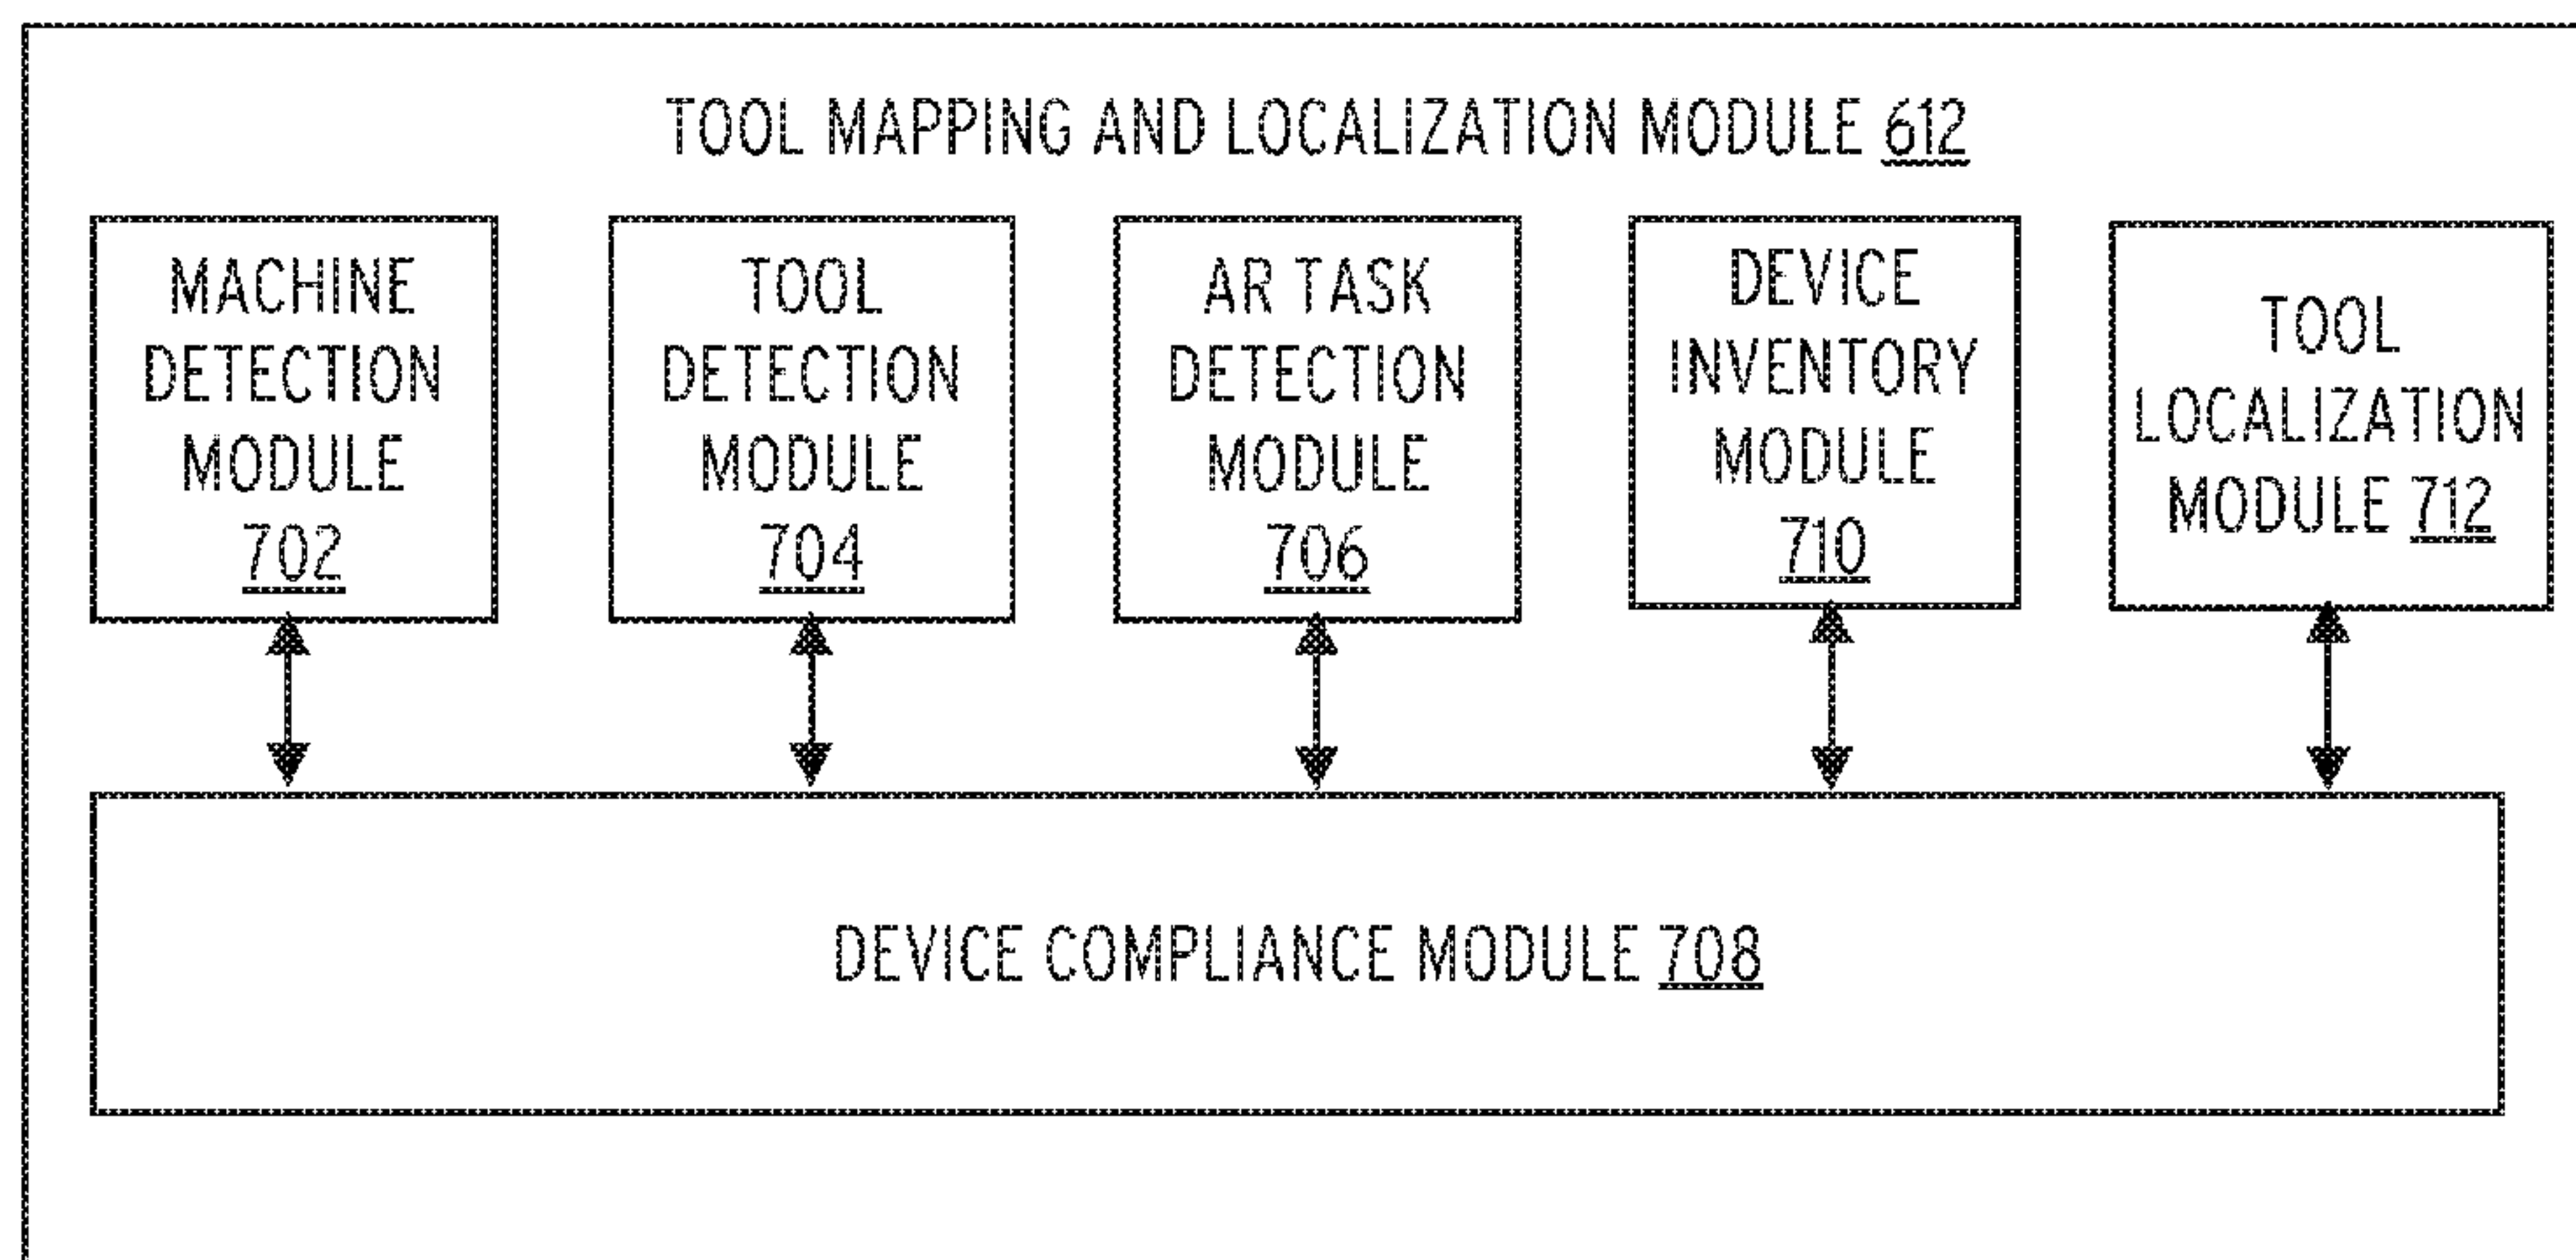 TOOL MAPPING AND LOCALIZATION MODULE 612
MACHINE
DETECTION
MODULE
702
TOOL
DETECTION
MODULE
704
AR TASK
DETECTION
MODULE
706
DEVICE
INVENTORY
MODULE
710
TOOL
LOCALIZATION
MODULE 712
DEVICE COMPLIANCE MODULE 708